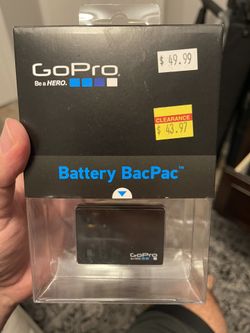 $ 49.99
GoPro
Be a HERO.
CLEARANCE
$ 43.97
Battery BacPac™
GoPro